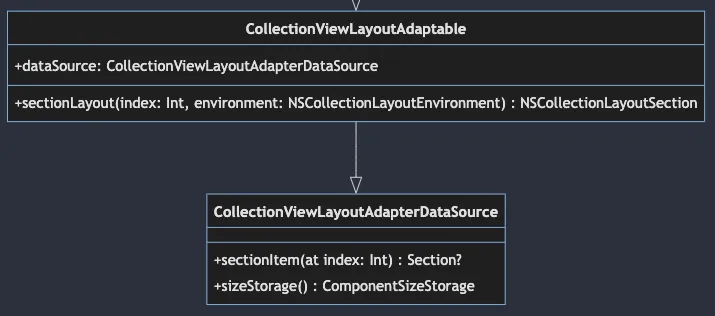 CollectionViewLayoutAdaptable
+dataSource: CollectionViewLayoutAdapterDataSource
+sectionLayout(index: Int, environment: NSCollectionLayoutEnvironment) : NSCollectionLayoutSection
CollectionViewLayoutAdapterDataSource
+sectionItem(at index: Int) : Section?
+sizeStorage() : ComponentSizeStorage